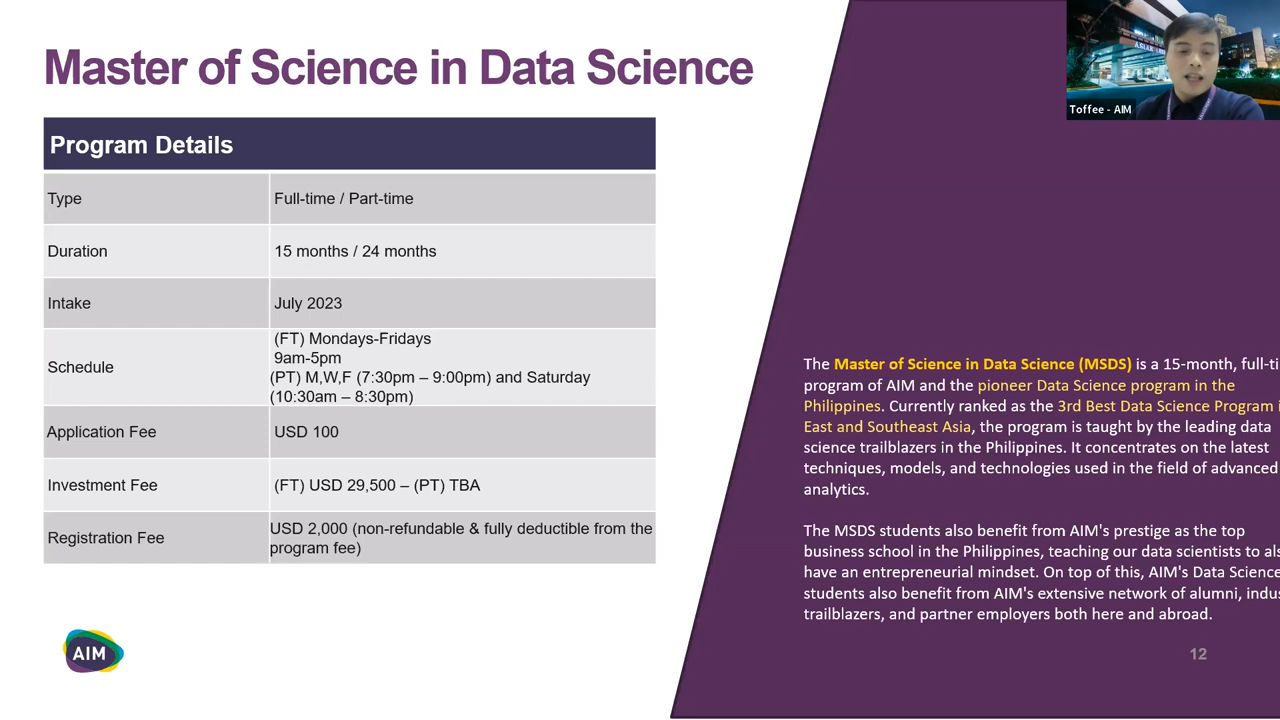 Master of Science in Data Science
Program Details
Type Full-time / Part-time
Duration 15 months / 24 months
Intake July 2023
Schedule (FT) Mondays-Fridays
9am-5pm
(PT) M,W,F (7:30pm – 9:00pm) and Saturday
(10:30am – 8:30pm)
Application Fee USD 100
Investment Fee (FT) USD 29,500 – (PT) TBA
Registration Fee USD 2,000 (non-refundable & fully deductible from the
program fee)
AIM
Toffee - AIM
The Master of Science in Data Science (MSDS) is a 15-month,
program of AIM and the pioneer Data Science program in the
Philippines. Currently ranked as the 3rd Best Data Science Program
East and Southeast Asia, the program is taught by the leading data
science trailblazers in the Philippines. It concentrates on the latest
techniques, models, and technologies used in the field of advanced
analytics.
The MSDS students also benefit from AIM's prestige as the top
business school in the Philippines, teaching our data scientists to
have an entrepreneurial mindset. On top of this, AIM's Data Science
students also benefit from AIM's extensive network of alumni,
trailblazers, and partner employers both here and abroad.
12